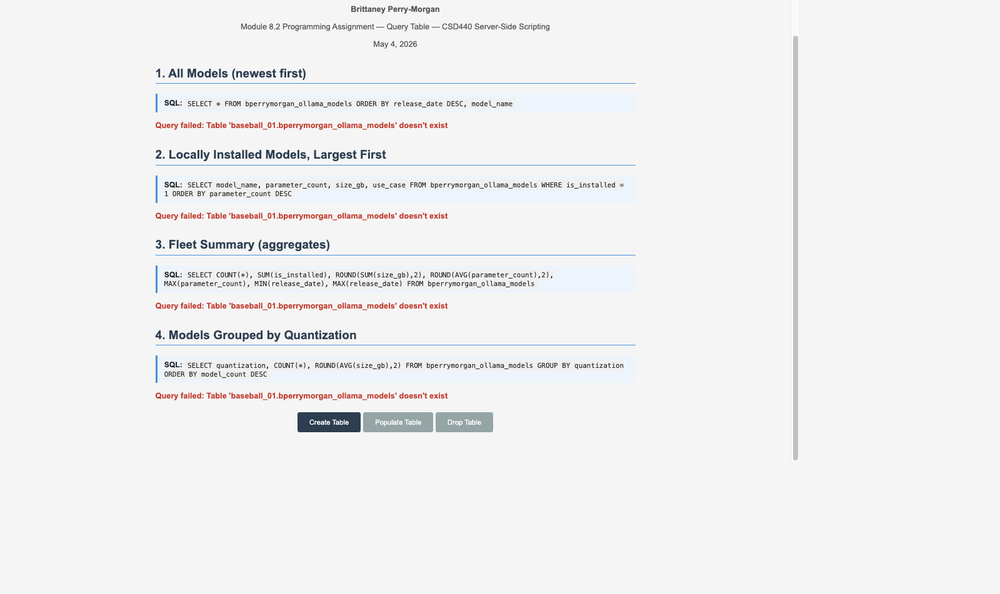 Brittaney Perry-Morgan
Module 8.2 Programming Assignment — Query Table — CSD440 Server-Side Scripting
May 4, 2026
1. All Models (newest first)
SQL: SELECT * FROM bperrymorgan_ollama_models ORDER BY release_date DESC, model_name
Query failed: Table 'baseball_01.bperrymorgan_ollama_models' doesn't exist
2. Locally Installed Models, Largest First
SQL: SELECT model_name, parameter_count, size_gb, use_case FROM bperrymorgan_ollama_models WHERE is_installed =
1 ORDER BY parameter_count DESC
Query failed: Table 'baseball_01.bperrymorgan_ollama_models' doesn't exist
3. Fleet Summary (aggregates)
SQL: SELECT COUNT(*), SUM(is_installed), ROUND(SUM(size_gb),2), ROUND(AVG(parameter_count),2),
MAX(parameter_count), MIN(release_date), MAX(release_date) FROM bperrymorgan_ollama_models
Query failed: Table 'baseball_01.bperrymorgan_ollama_models' doesn't exist
4. Models Grouped by Quantization
SQL: SELECT quantization, COUNT(*), ROUND(AVG(size_gb),2) FROM bperrymorgan_ollama_models GROUP BY quantization
ORDER BY model_count DESC
Query failed: Table 'baseball_01.bperrymorgan_ollama_models' doesn't exist
Create Table Populate Table Drop Table